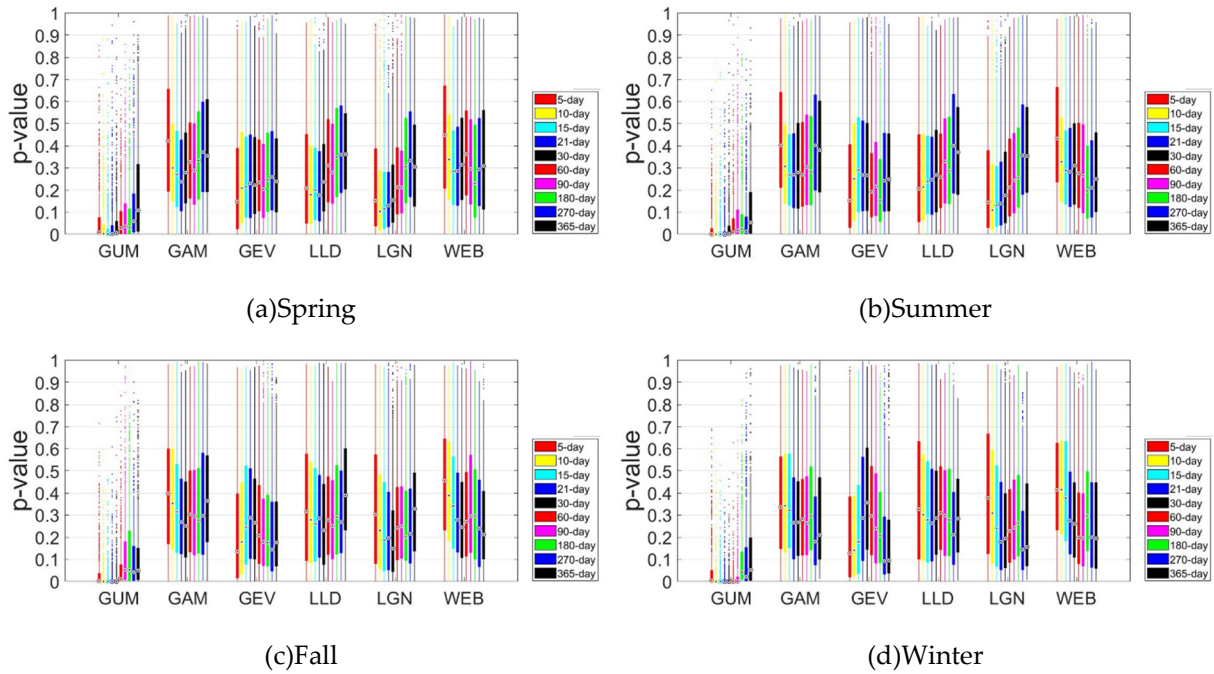 1
0.9
0.8
0.7
0.6
0.5
0.4
0.3
0.2
0.1
0
p-value
GUM GAM GEV LLD LGN WEB
5-day
10-day
15-day
21-day
30-day
60-day
90-day
180-day
270-day
365-day
(a)Spring
1
0.9
0.8
0.7
0.6
0.5
0.4
0.3
0.2
0.1
0
p-value
GUM GAM GEV LLD LGN WEB
5-day
10-day
15-day
21-day
30-day
60-day
90-day
180-day
270-day
365-day
(b)Summer
1
0.9
0.8
0.7
0.6
0.5
0.4
0.3
0.2
0.1
0
p-value
GUM GAM GEV LLD LGN WEB
5-day
10-day
15-day
21-day
30-day
60-day
90-day
180-day
270-day
365-day
(c)Fall
1
0.9
0.8
0.7
0.6
0.5
0.4
0.3
0.2
0.1
0
p-value
GUM GAM GEV LLD LGN WEB
5-day
10-day
15-day
21-day
30-day
60-day
90-day
180-day
270-day
365-day
(d)Winter